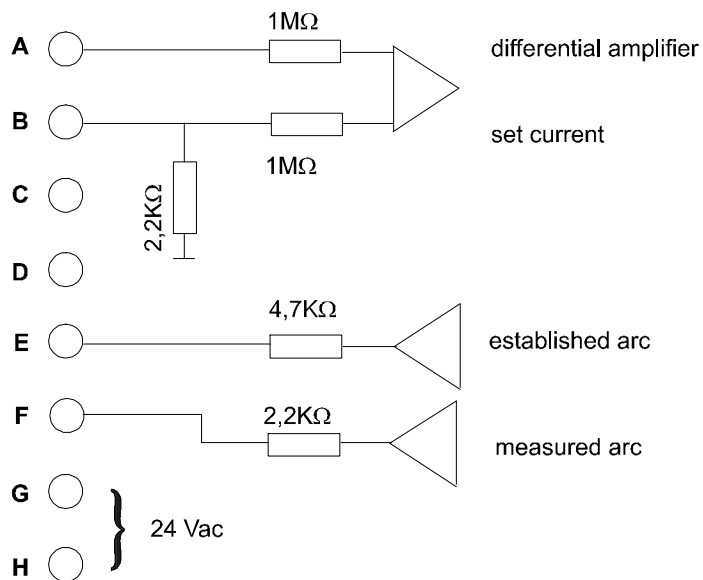 1MΩ
A
differential amplifier
B
set current
1MΩ
2,2KΩ
C
D
4,7KΩ
E
established arc
F
2,2KΩ
measured arc
G
24 Vac
H